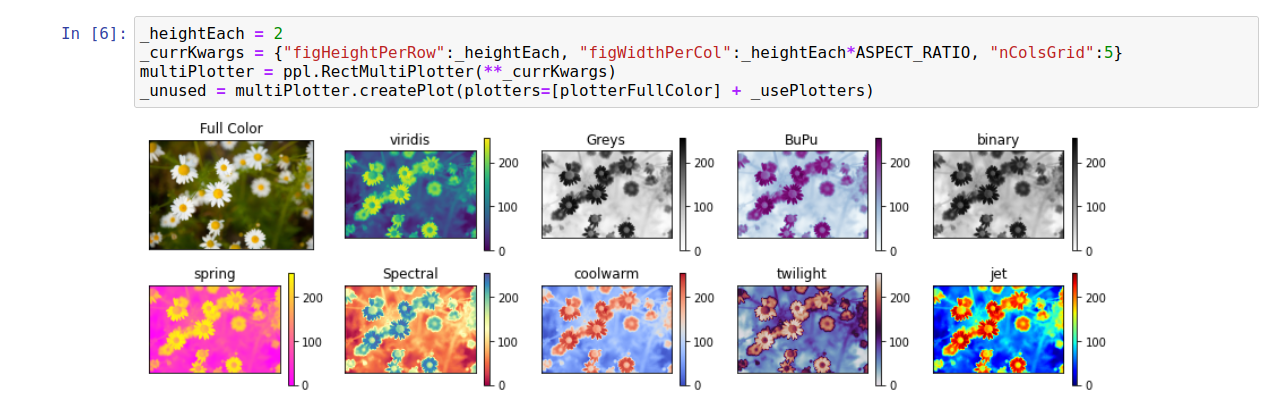 In [6]:
_heightEach = 2
_currKwargs = {"figHeightPerRow":_heightEach, "figWidthPerCol":_heightEach*ASPECT_RATIO, "nColsGrid":5}
multiPlotter = ppl.RectMultiPlotter(**_currKwargs)
_unused = multiPlotter.createPlot(plotters=[plotterFullColor] + _usePlotters)
Full Color
viridis
200
100
0
Greys
200
100
0
BuPu
200
100
0
binary
200
100
0
spring
200
100
0
Spectral
200
100
0
coolwarm
200
100
0
twilight
200
100
0
jet
200
100
0